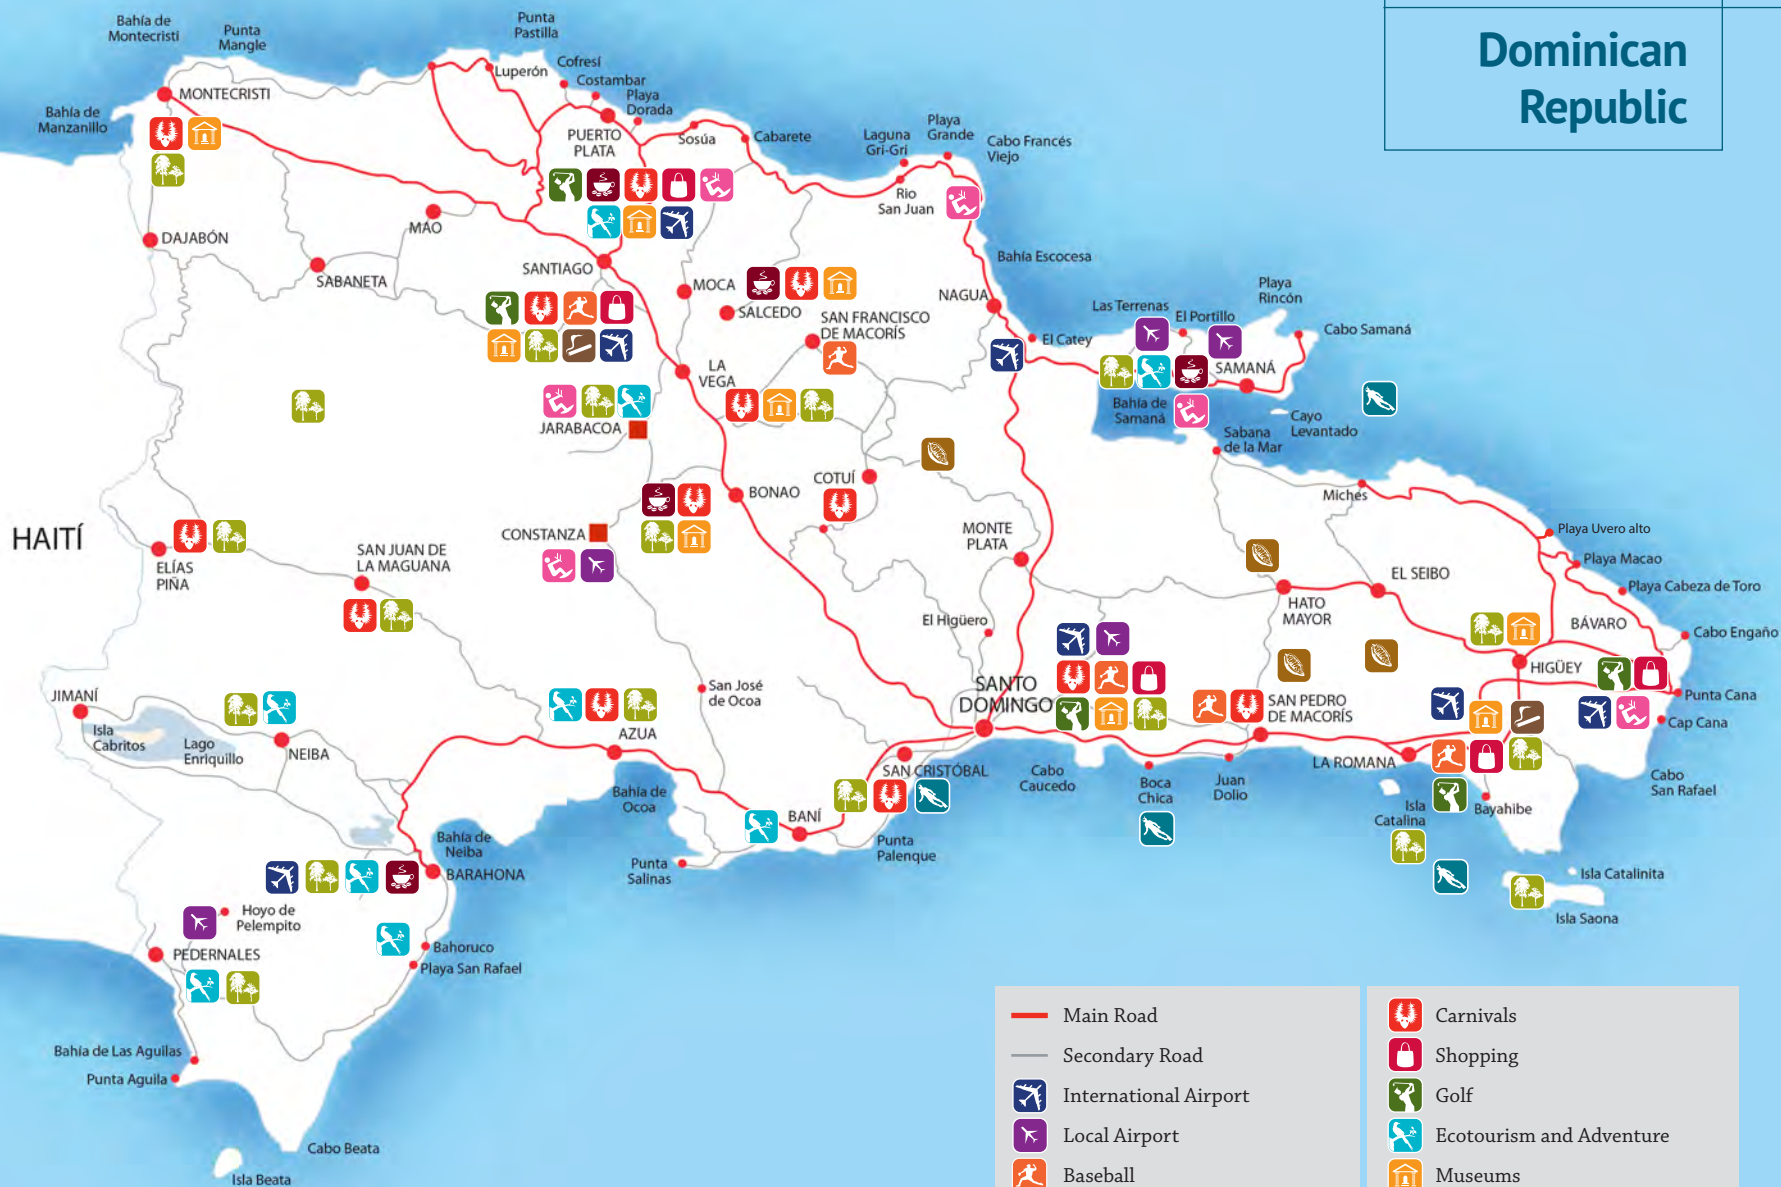 Dominican
Republic
Bahía de
Montecristi
Punta
Mangle
Punta
Pastilla
Luperón
Cofresí
Costambar
Playa
Dorada
MONTECRISTI
Bahía de
Manzanillo
PUERTO
PLATA
Sosúa
Cabarete
Laguna
Gri-Gri
Playa
Grande
Cabo Francés
Viejo
Rio
San Juan
DAJABÓN
MAO
SABANETA
SANTIAGO
MOCA
SALCEDO
SAN FRANCISCO
DE MACORÍS
NAGUA
Bahía Escocesa
Las Terrenas
El Portillo
Playa
Rincón
Cabo Samaná
El Catey
SAMANÁ
LA
VEGA
Bahía de
Samaná
Cayo
Levantado
Sabana
de la Mar
JARABACOA
COTUÍ
BONAO
Miches
HAITÍ
CONSTANZA
MONTE
PLATA
Playa Uvero alto
Playa Macao
Playa Cabeza de Toro
ELÍAS
PIÑA
SAN JUAN DE
LA MAGUANA
EL SEIBO
HATO
MAYOR
El Higüero
BÁVARO
Cabo Engaño
HIGÜEY
JIMANÍ
Isla
Cabritos
Lago
Enriquillo
NEIBA
San José
de Ocoa
SANTO
DOMINGO
SAN PEDRO
DE MACORÍS
Punta Cana
Cap Cana
AZUA
LA ROMANA
SAN CRISTÓBAL
Cabo
Caucedo
Boca
Chica
Juan
Dolio
Cabo
San Rafael
Bahía de
Ocoa
BANÍ
Isla
Catalina
Bayahibe
Bahía de
Neiba
Punta
Salinas
Punta
Palenque
BARAHONA
Isla Catalinita
Isla Saona
Hoyo de
Pelempito
PEDERNALES
Bahoruco
Playa San Rafael
Bahía de Las Aguilas
Punta Aguila
Cabo Beata
Isla Beata
Main Road
Secondary Road
International Airport
Local Airport
Baseball
Carnivals
Shopping
Golf
Ecotourism and Adventure
Museums